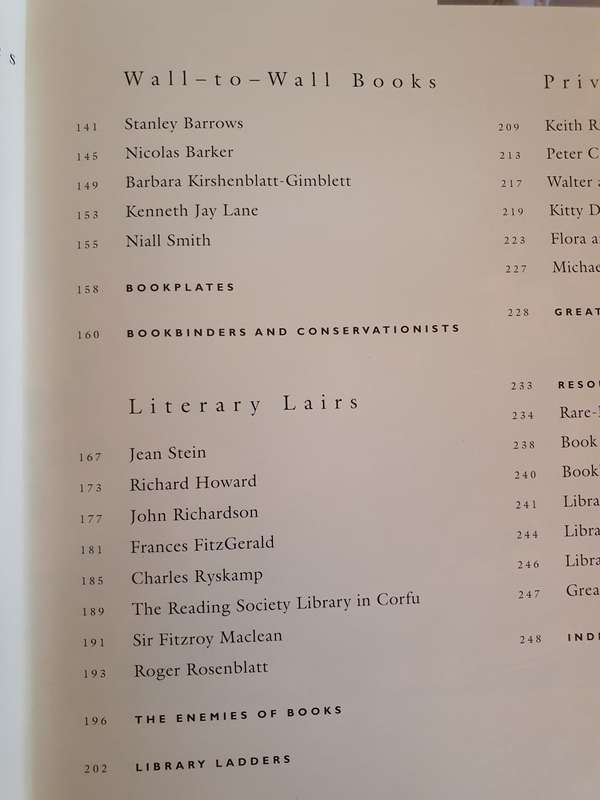 Wall–to–Wall Books
141 Stanley Barrows
145 Nicolas Barker
149 Barbara Kirshenblatt-Gimblett
153 Kenneth Jay Lane
155 Niall Smith
158 BOOKPLATES
160 BOOKBINDERS AND CONSERVATIONISTS
Literary Lairs
167 Jean Stein
173 Richard Howard
177 John Richardson
181 Frances FitzGerald
185 Charles Ryskamp
189 The Reading Society Library in Corfu
191 Sir Fitzroy Maclean
193 Roger Rosenblatt
196 THE ENEMIES OF BOOKS
202 LIBRARY LADDERS
209 Keith
213 Peter
217 Walter
219 Kitty
223 Flora
227
228
233
234
238 Book
240
241
244
246
247
248